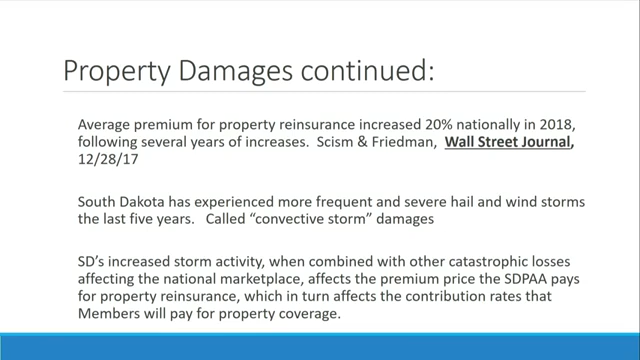 Property Damages continued:
Average premium for property reinsurance increased 20% nationally in 2018,
following several years of increases. Scism & Friedman, Wall Street Journal,
12/28/17
South Dakota has experienced more frequent and severe hail and wind storms
the last five years. Called “convective storm” damages
SD’s increased storm activity, when combined with other catastrophic losses
affecting the national marketplace, affects the premium price the SDPAA pays
for property reinsurance, which in turn affects the contribution rates that
Members will pay for property coverage.